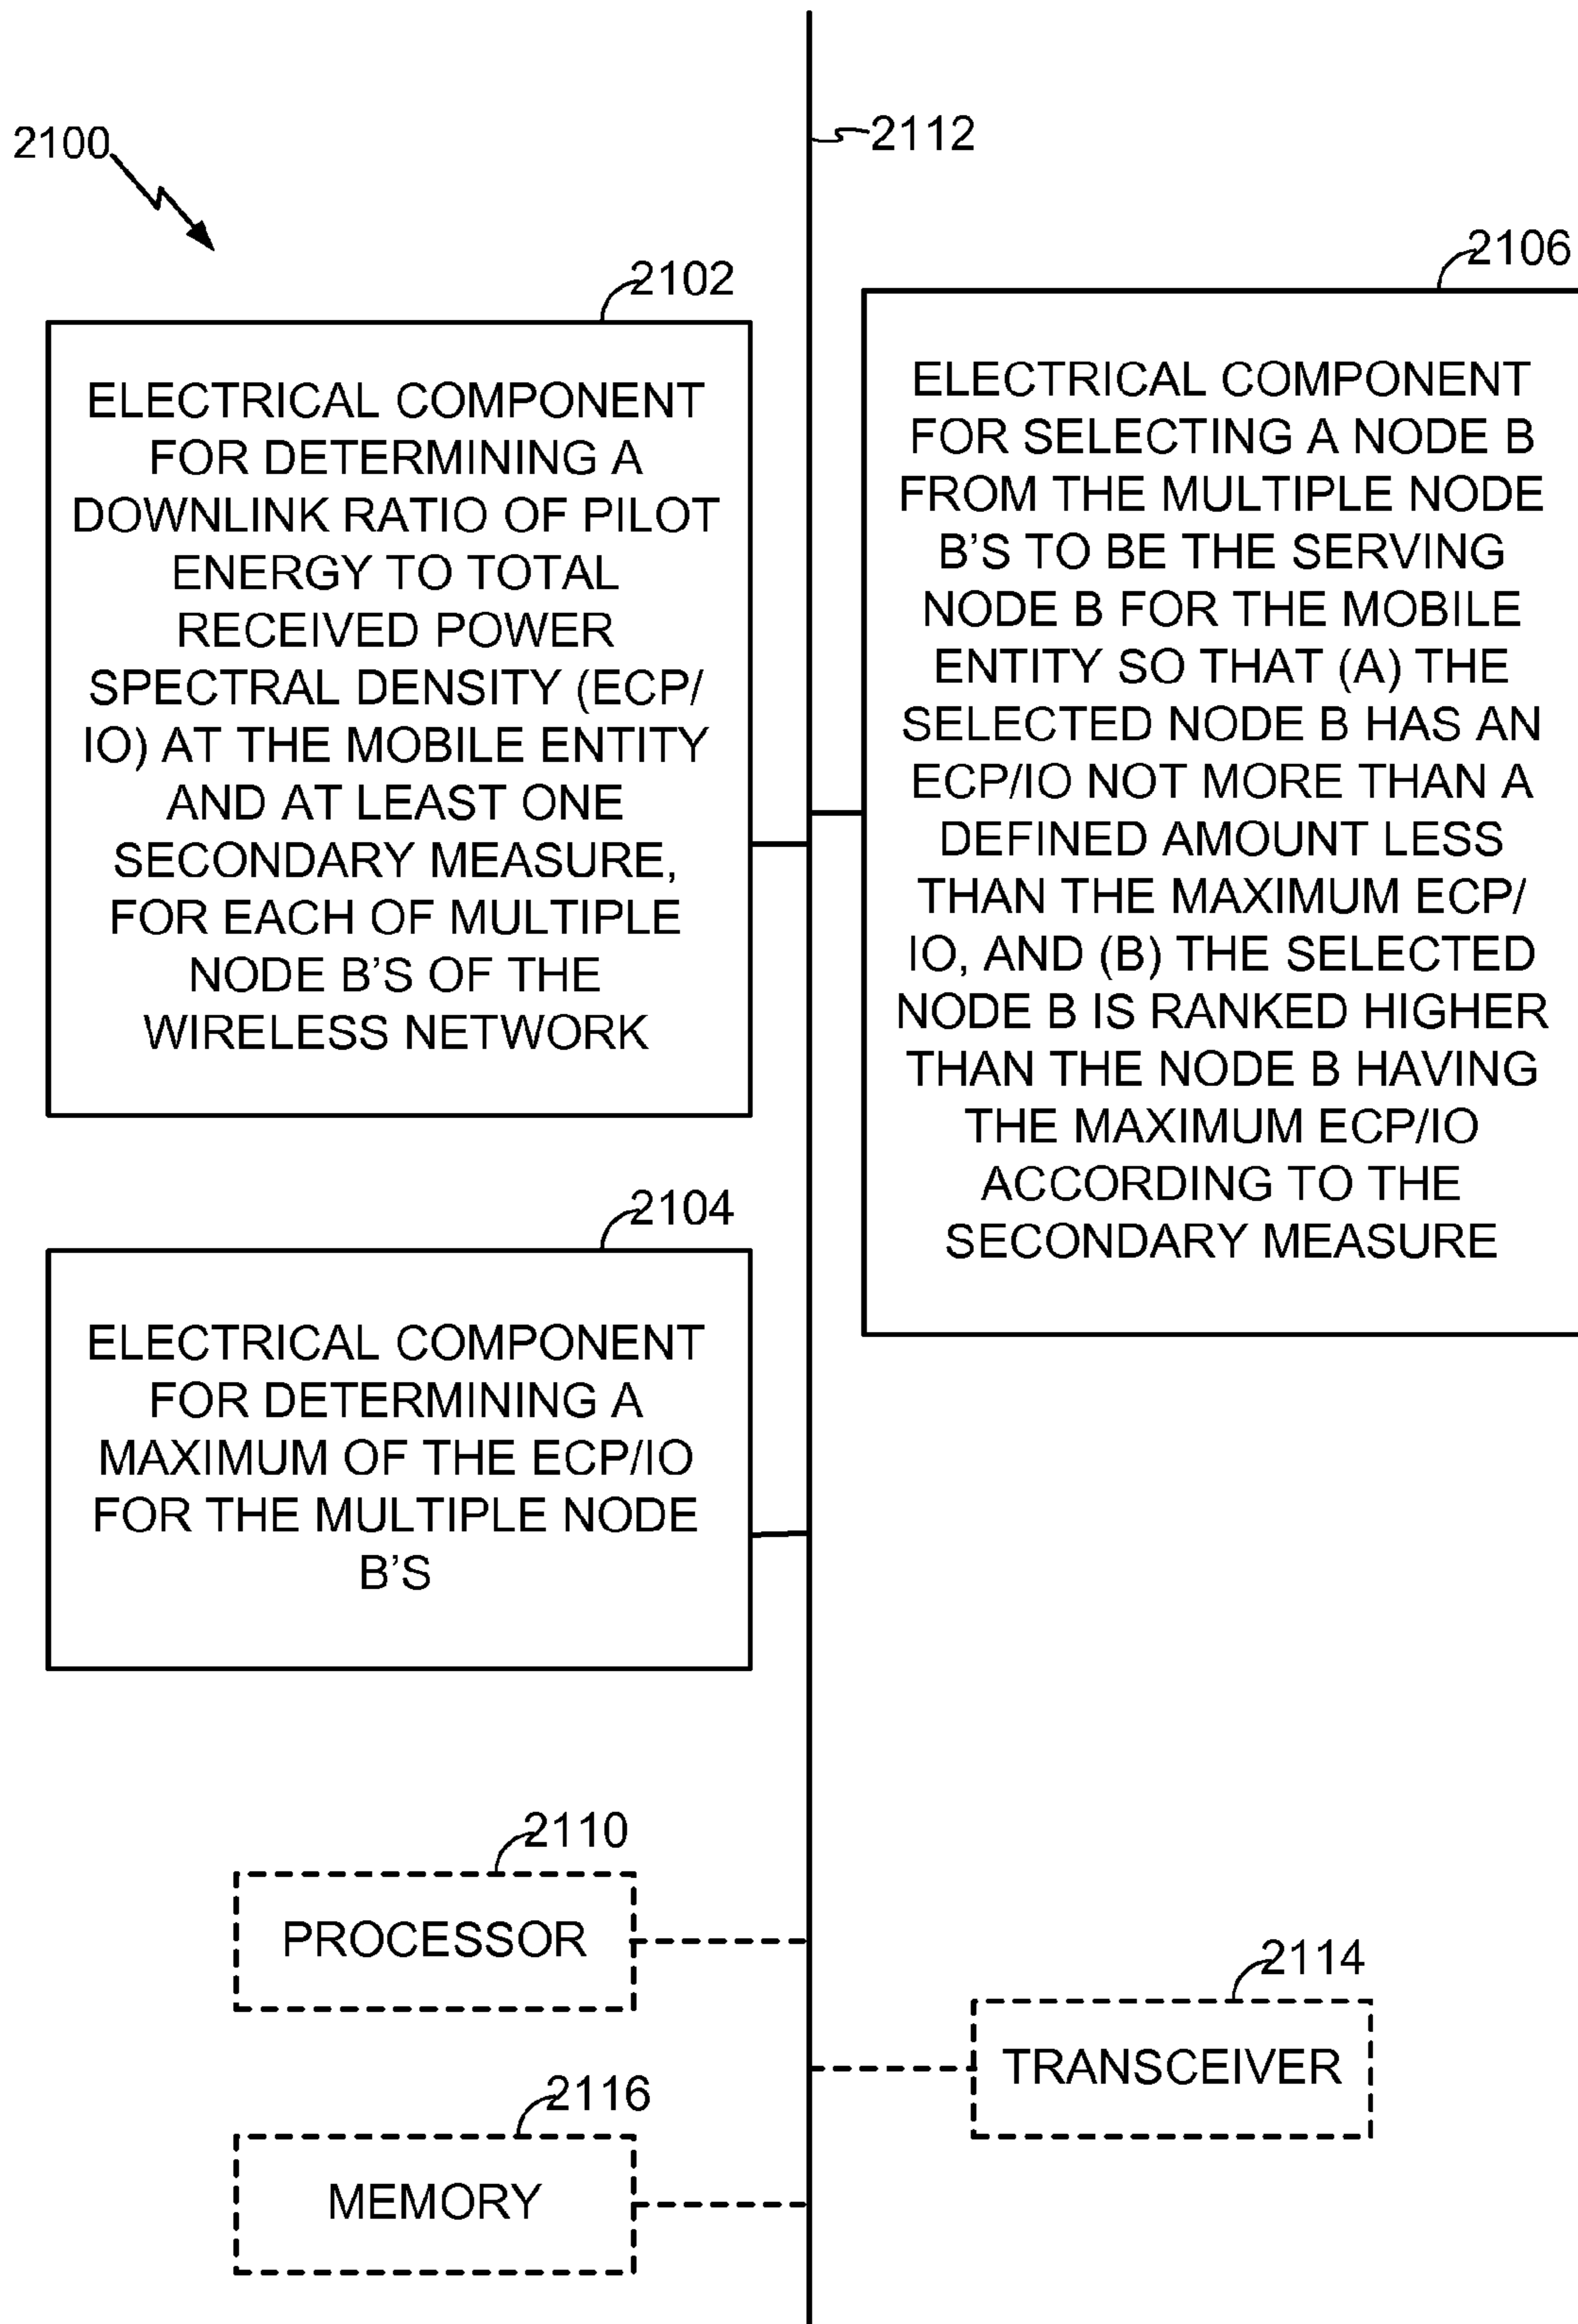 2100
2112
2102
ELECTRICAL COMPONENT
FOR DETERMINING A
DOWNLINK RATIO OF PILOT
ENERGY TO TOTAL
RECEIVED POWER
SPECTRAL DENSITY (ECP/
IO) AT THE MOBILE ENTITY
AND AT LEAST ONE
SECONDARY MEASURE,
FOR EACH OF MULTIPLE
NODE B'S OF THE
WIRELESS NETWORK
2106
ELECTRICAL COMPONENT
FOR SELECTING A NODE B
FROM THE MULTIPLE NODE
B'S TO BE THE SERVING
NODE B FOR THE MOBILE
ENTITY SO THAT (A) THE
SELECTED NODE B HAS AN
ECP/IO NOT MORE THAN A
DEFINED AMOUNT LESS
THAN THE MAXIMUM ECP/
IO, AND (B) THE SELECTED
NODE B IS RANKED HIGHER
THAN THE NODE B HAVING
THE MAXIMUM ECP/IO
ACCORDING TO THE
SECONDARY MEASURE
2104
ELECTRICAL COMPONENT
FOR DETERMINING A
MAXIMUM OF THE ECP/IO
FOR THE MULTIPLE NODE
B'S
2110
PROCESSOR
2114
TRANSCEIVER
2116
MEMORY